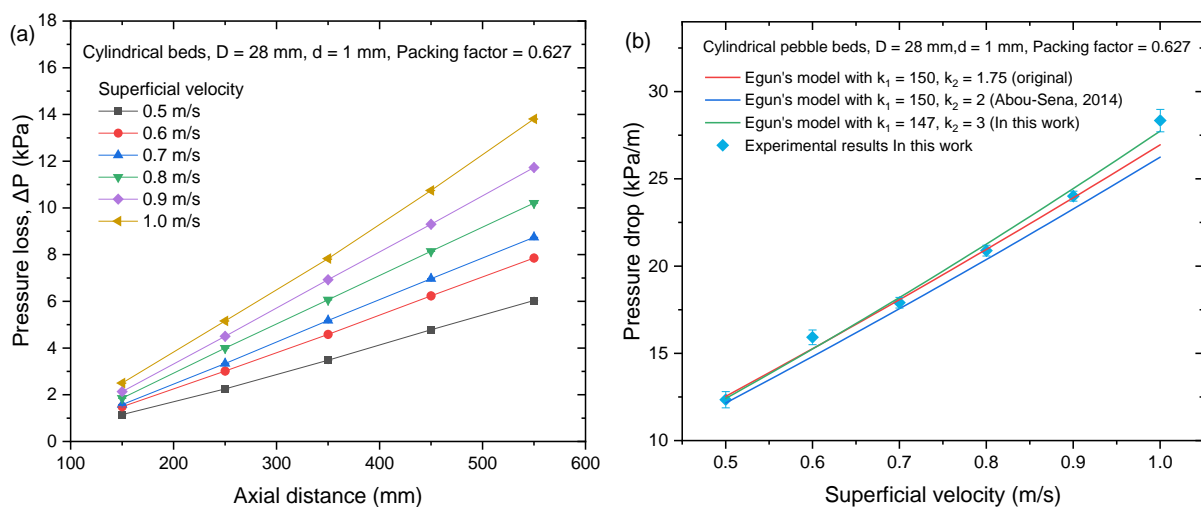 (a)
Cylindrical beds, D = 28 mm, d = 1 mm, Packing factor = 0.627
Superficial velocity
0.5 m/s
0.6 m/s
0.7 m/s
0.8 m/s
0.9 m/s
1.0 m/s
Pressure loss, ΔP (kPa)
18
16
14
12
10
8
6
4
2
0
100 200 300 400 500 600
Axial distance (mm)
(b)
Cylindrical pebble beds, D = 28 mm,d = 1 mm, Packing factor = 0.627
Egun's model with k₁ = 150, k₂ = 1.75 (original)
Egun's model with k₁ = 150, k₂ = 2 (Abou-Sena, 2014)
Egun's model with k₁ = 147, k₂ = 3 (In this work)
Experimental results In this work
Pressure drop (kPa/m)
30
25
20
15
10
0.5 0.6 0.7 0.8 0.9 1.0
Superficial velocity (m/s)